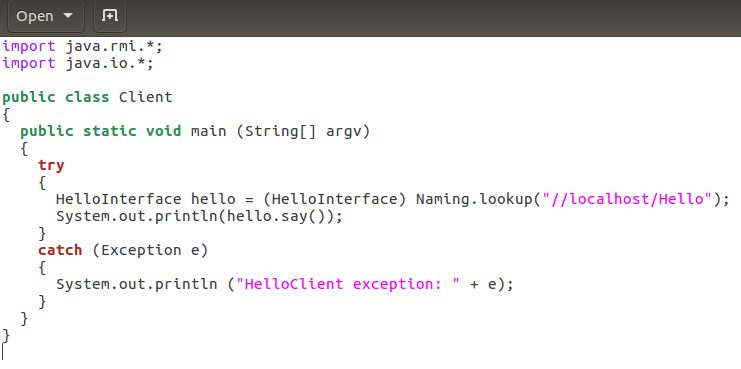 Open
import java.rmi.*;
import java.io.*;

public class Client
{
  public static void main (String[] argv)
  {
    try
    {
      HelloInterface hello = (HelloInterface) Naming.lookup("//localhost/Hello");
      System.out.println(hello.say());
    }
    catch (Exception e)
    {
      System.out.println ("HelloClient exception: " + e);
    }
  }
}